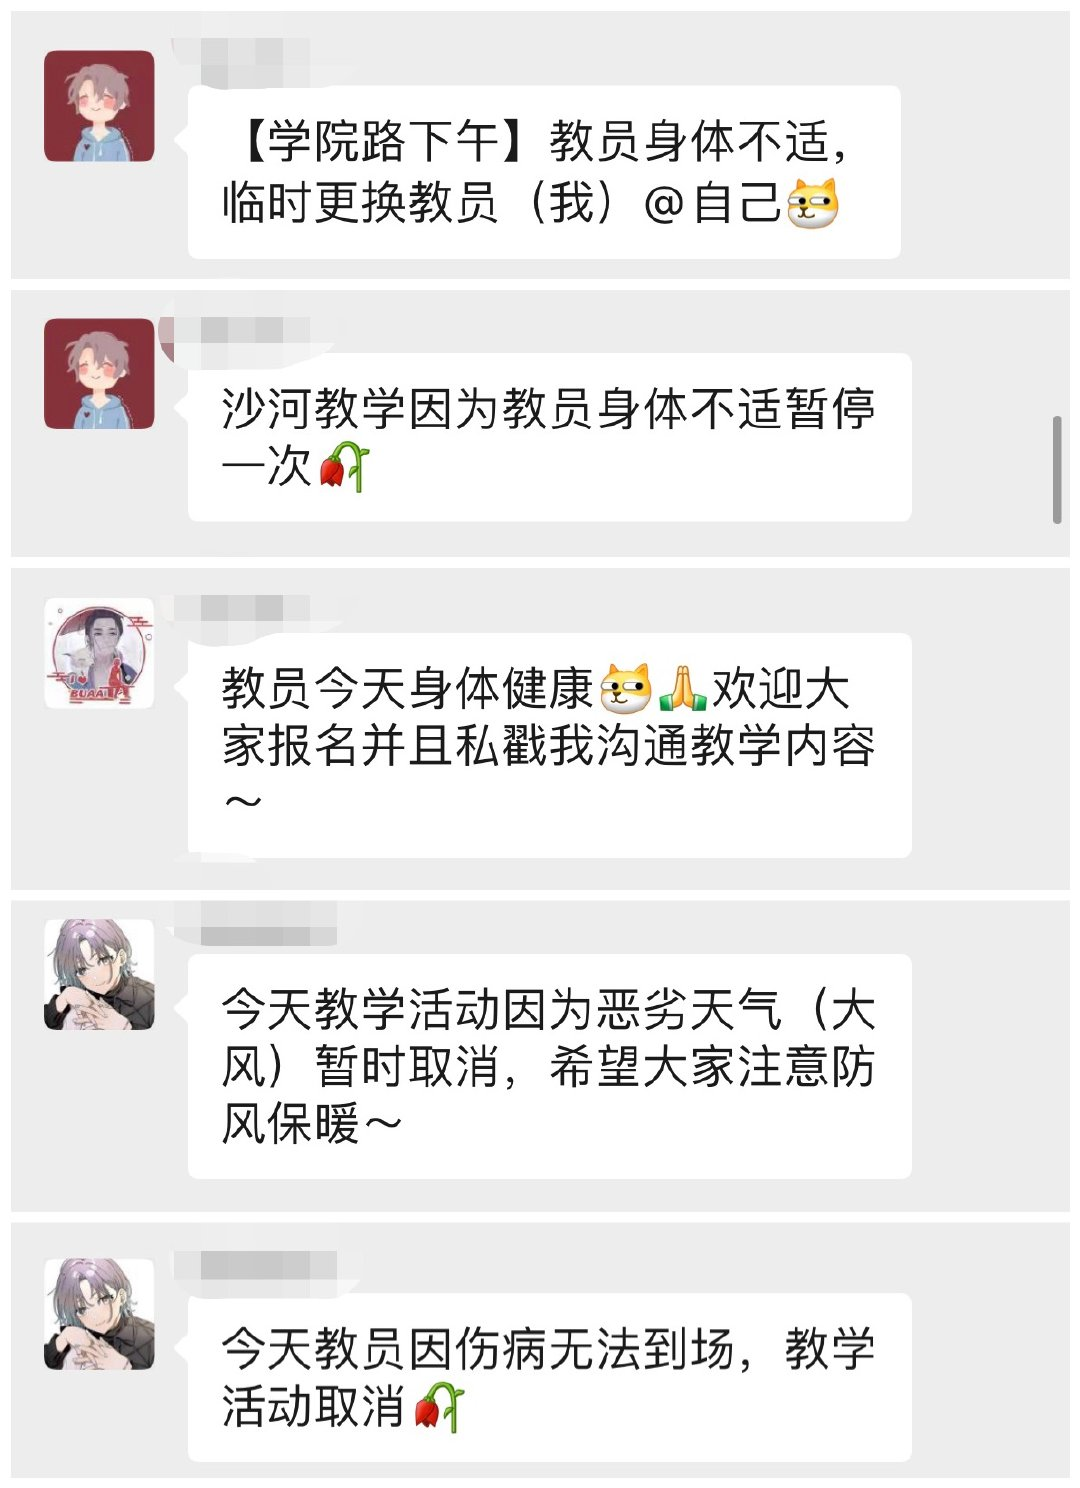 【学院路下午】教员身体不适，
临时更换教员（我）@自己
沙河教学因为教员身体不适暂停
一次
I BUAA
教员今天身体健康🙏欢迎大
家报名并且私戳我沟通教学内容
～
今天教学活动因为恶劣天气（大
风）暂时取消，希望大家注意防
风保暖～
今天教员因伤病无法到场，教学
活动取消